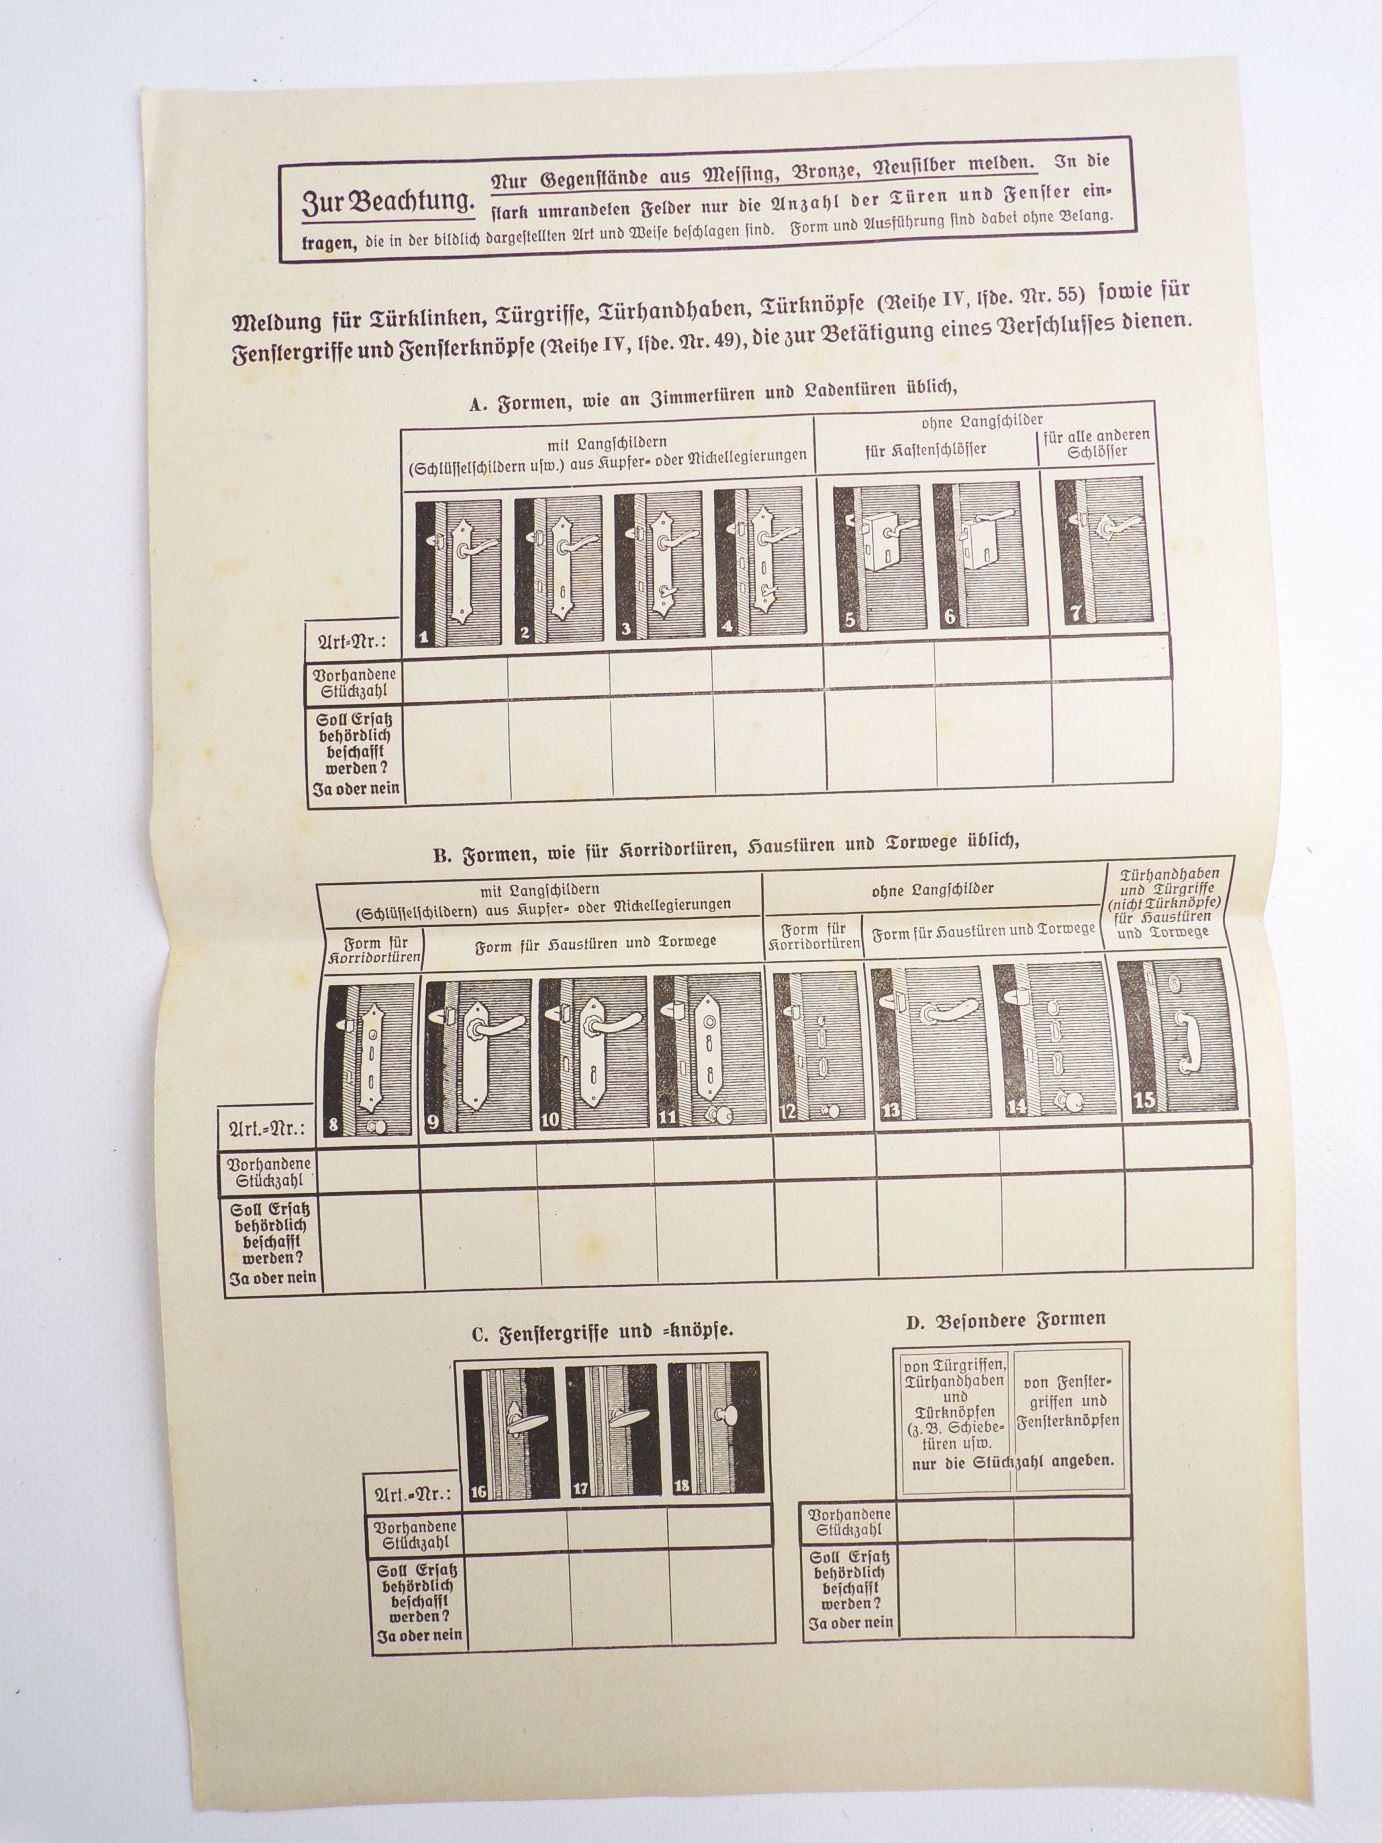 Zur Beachtung. Nur Gegenstände aus Messing, Bronze, Neusilber melden. In die
stark umrandeten Felder nur die Anzahl der Türen und Fenster ein-
tragen, die in der bildlich dargestellten Art und Weise beschlagen sind. Form und Ausführung sind dabei ohne Belang.
Meldung für Türklinken, Türgriffe, Türhandhaben, Türknöpfe (Reihe IV, lfde. Nr. 55) sowie für
Fenstergriffe und Fensterknöpfe (Reihe IV, lfde. Nr. 49), die zur Betätigung eines Verschlusses dienen.
A. Formen, wie an Zimmertüren und Ladentüren üblich,
mit Langschildern
(Schlüsselschildern usw.) aus Kupfer- oder Nickellegierungen
ohne Langschilder
für Kastenschlösser
für alle anderen
Schlösser
Art-Nr.:
1 2 3 4 5 6 7
Vorhandene
Stückzahl
Soll Ersatz
behördlich
beschafft
werden?
Ja oder nein
B. Formen, wie für Korridortüren, Haustüren und Torwege üblich,
mit Langschildern
(Schlüsselschildern) aus Kupfer- oder Nickellegierungen
ohne Langschilder
Türhandhaben
und Türgriffe
(nicht Türknöpfe)
für Haustüren
und Torwege
Form für
Korridortüren
Form für Haustüren und Torwege
Form für
Korridortüren
Form für Haustüren und Torwege
Art.-Nr.:
8 9 10 11 12 13 14 15
Vorhandene
Stückzahl
Soll Ersatz
behördlich
beschafft
werden?
Ja oder nein
C. Fenstergriffe und -knöpfe.
Art.-Nr.:
16 17 18
Vorhandene
Stückzahl
Soll Ersatz
behördlich
beschafft
werden?
Ja oder nein
D. Besondere Formen
von Türgriffen,
Türhandhaben
und
Türknöpfen
(z. B. Schiebe-
türen usw.
von Fenster-
griffen und
Fensterknöpfen
nur die Stückzahl angeben.
Vorhandene
Stückzahl
Soll Ersatz
behördlich
beschafft
werden?
Ja oder nein